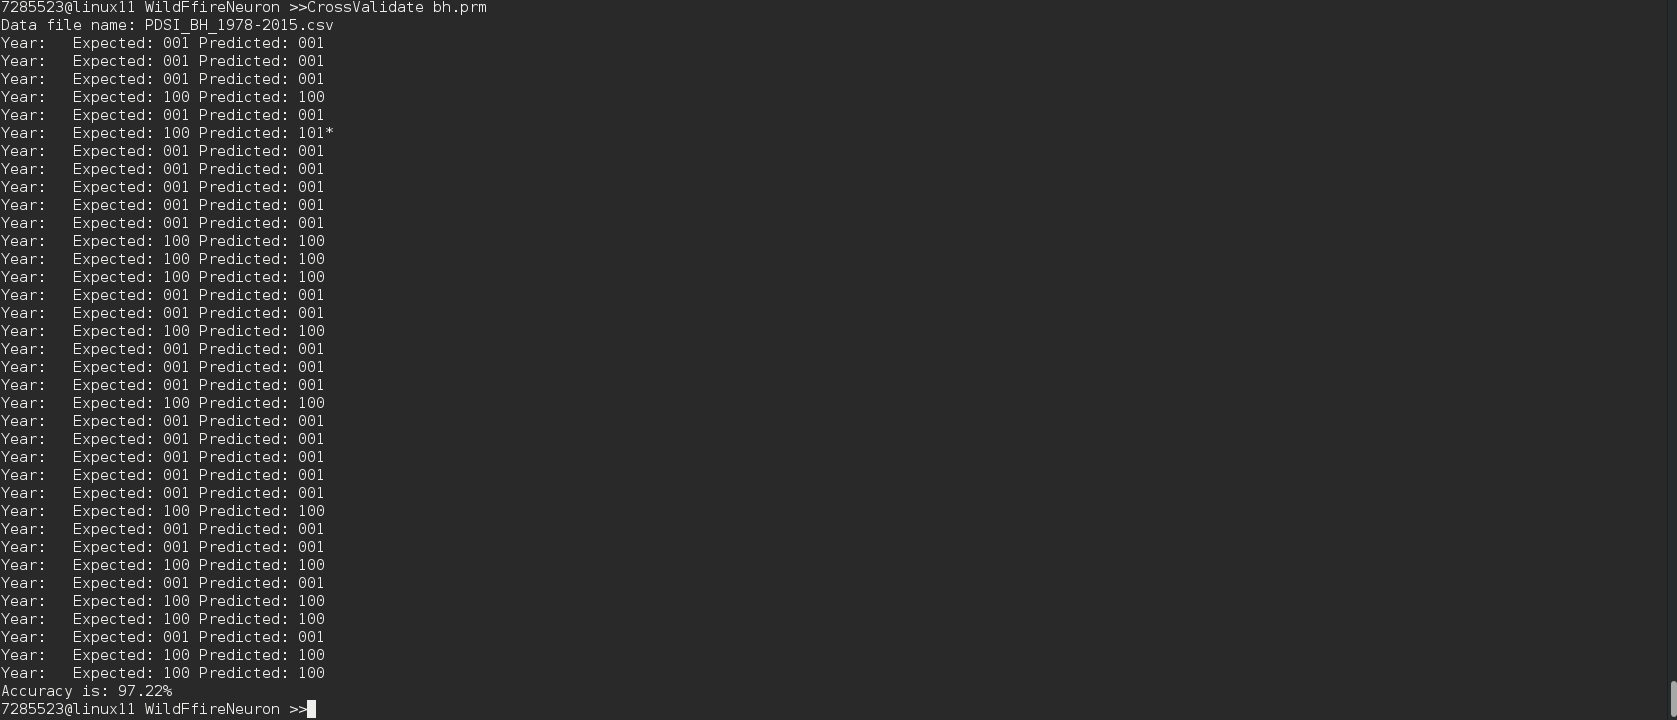 7285523@linux11 WildFfireNeuron >>CrossValidate bh.prm
Data file name: PDSI_BH_1978-2015.csv
Year:   Expected: 001 Predicted: 001
Year:   Expected: 001 Predicted: 001
Year:   Expected: 001 Predicted: 001
Year:   Expected: 100 Predicted: 100
Year:   Expected: 001 Predicted: 001
Year:   Expected: 100 Predicted: 101*
Year:   Expected: 001 Predicted: 001
Year:   Expected: 001 Predicted: 001
Year:   Expected: 001 Predicted: 001
Year:   Expected: 001 Predicted: 001
Year:   Expected: 001 Predicted: 001
Year:   Expected: 100 Predicted: 100
Year:   Expected: 100 Predicted: 100
Year:   Expected: 100 Predicted: 100
Year:   Expected: 001 Predicted: 001
Year:   Expected: 001 Predicted: 001
Year:   Expected: 100 Predicted: 100
Year:   Expected: 001 Predicted: 001
Year:   Expected: 001 Predicted: 001
Year:   Expected: 001 Predicted: 001
Year:   Expected: 100 Predicted: 100
Year:   Expected: 001 Predicted: 001
Year:   Expected: 001 Predicted: 001
Year:   Expected: 001 Predicted: 001
Year:   Expected: 001 Predicted: 001
Year:   Expected: 001 Predicted: 001
Year:   Expected: 100 Predicted: 100
Year:   Expected: 001 Predicted: 001
Year:   Expected: 001 Predicted: 001
Year:   Expected: 100 Predicted: 100
Year:   Expected: 001 Predicted: 001
Year:   Expected: 100 Predicted: 100
Year:   Expected: 100 Predicted: 100
Year:   Expected: 001 Predicted: 001
Year:   Expected: 100 Predicted: 100
Year:   Expected: 100 Predicted: 100
Accuracy is: 97.22%
7285523@linux11 WildFfireNeuron >>